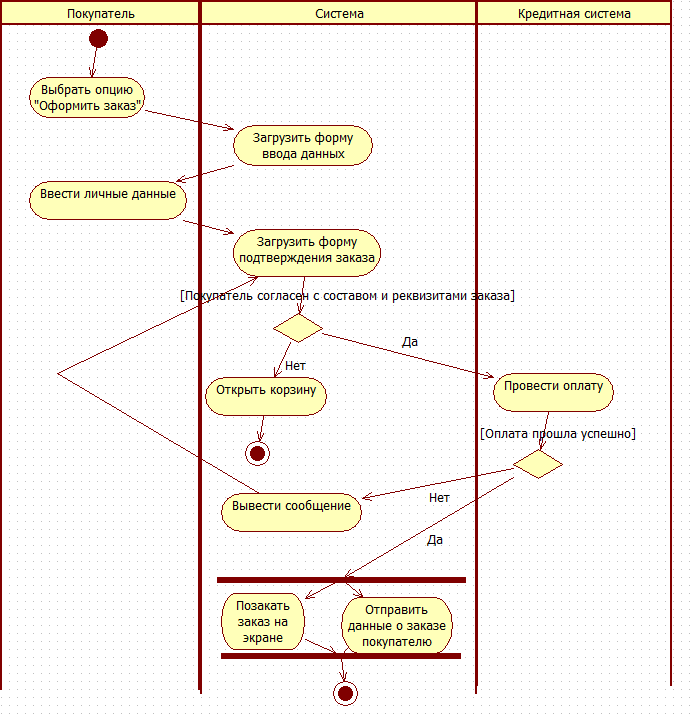 Покупатель
Система
Кредитная система
Выбрать опцию
"Оформить заказ"
Загрузить форму
ввода данных
Ввести личные данные
Загрузить форму
подтверждения заказа
[Покупатель согласен с составом и реквизитами заказа]
Да
Нет
Открыть корзину
Провести оплату
[Оплата прошла успешно]
Нет
Вывести сообщение
Да
Позакать
заказ на
экране
Отправить
данные о заказе
покупателю